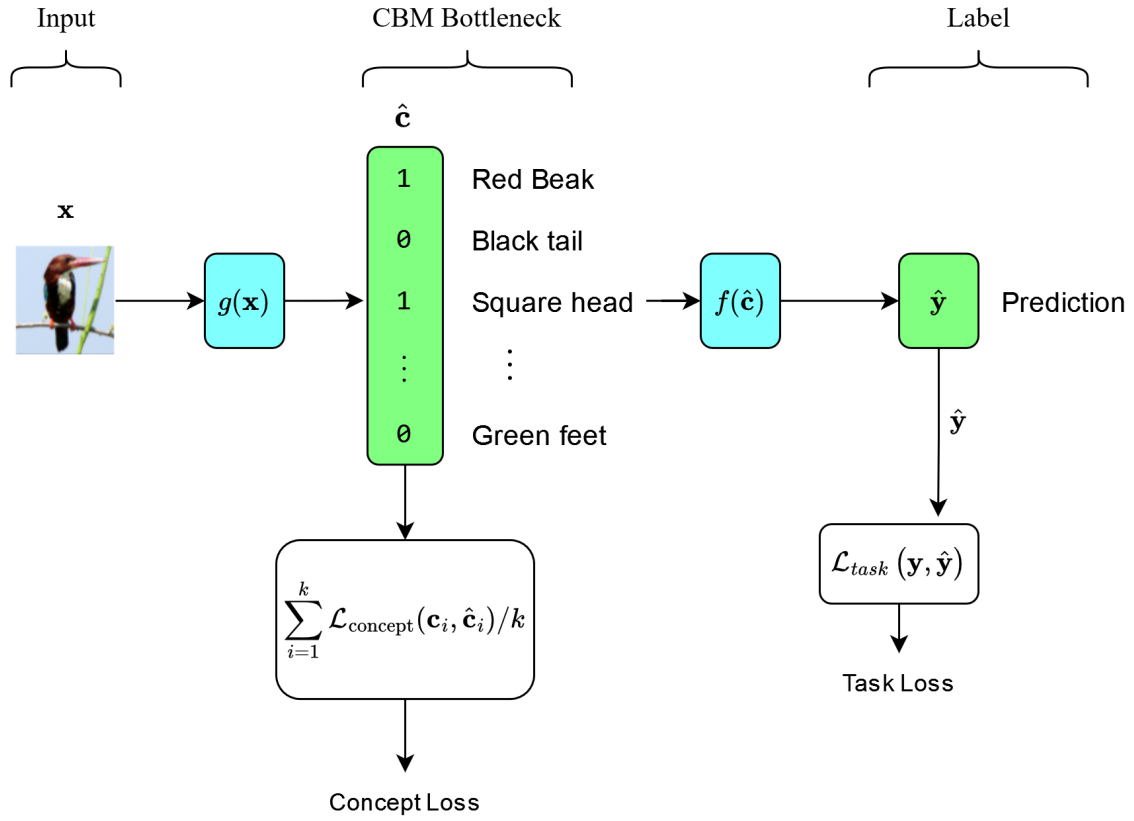 Input
CBM Bottleneck
Label
ĉ
x
1 Red Beak
0 Black tail
g(x)
1 Square head
f(ĉ)
ŷ
Prediction
⋮ ⋮
0 Green feet
ŷ
∑_{i=1}^{k} ℒ_concept(c_i, ĉ_i)/k
ℒ_task (y, ŷ)
Task Loss
Concept Loss